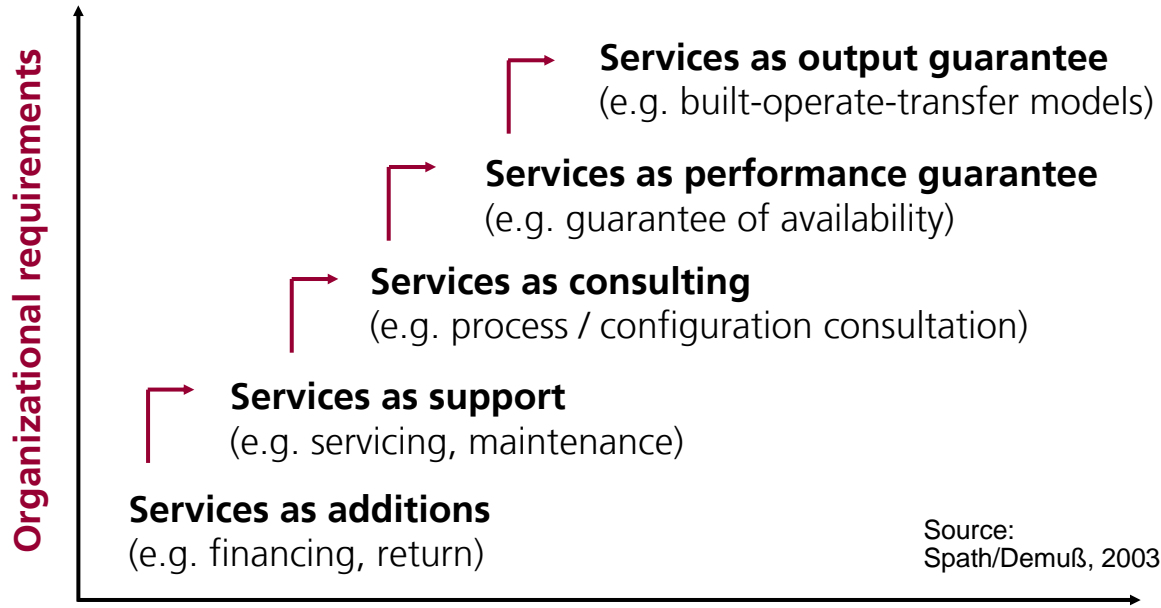 Organizational requirements
Services as output guarantee
(e.g. built-operate-transfer models)
Services as performance guarantee
(e.g. guarantee of availability)
Services as consulting
(e.g. process / configuration consultation)
Services as support
(e.g. servicing, maintenance)
Services as additions
(e.g. financing, return)
Source:
Spath/Demuß, 2003